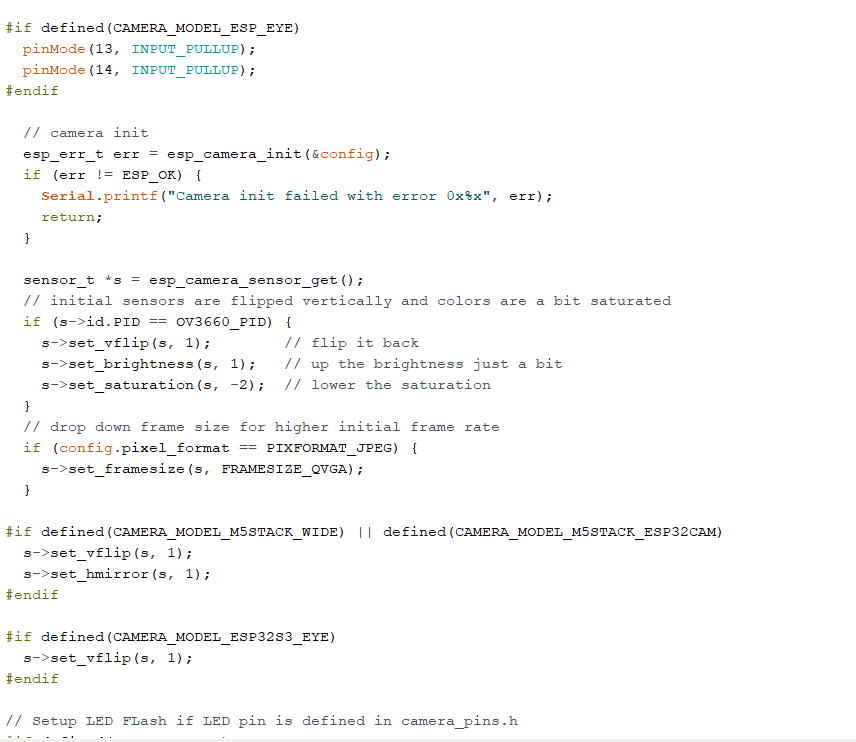 #if defined(CAMERA_MODEL_ESP_EYE)
  pinMode(13, INPUT_PULLUP);
  pinMode(14, INPUT_PULLUP);
#endif

  // camera init
  esp_err_t err = esp_camera_init(&config);
  if (err != ESP_OK) {
    Serial.printf("Camera init failed with error 0x%x", err);
    return;
  }

  sensor_t *s = esp_camera_sensor_get();
  // initial sensors are flipped vertically and colors are a bit saturated
  if (s->id.PID == OV3660_PID) {
    s->set_vflip(s, 1);        // flip it back
    s->set_brightness(s, 1);   // up the brightness just a bit
    s->set_saturation(s, -2);  // lower the saturation
  }
  // drop down frame size for higher initial frame rate
  if (config.pixel_format == PIXFORMAT_JPEG) {
    s->set_framesize(s, FRAMESIZE_QVGA);
  }

#if defined(CAMERA_MODEL_M5STACK_WIDE) || defined(CAMERA_MODEL_M5STACK_ESP32CAM)
  s->set_vflip(s, 1);
  s->set_hmirror(s, 1);
#endif

#if defined(CAMERA_MODEL_ESP32S3_EYE)
  s->set_vflip(s, 1);
#endif

// Setup LED FLash if LED pin is defined in camera_pins.h